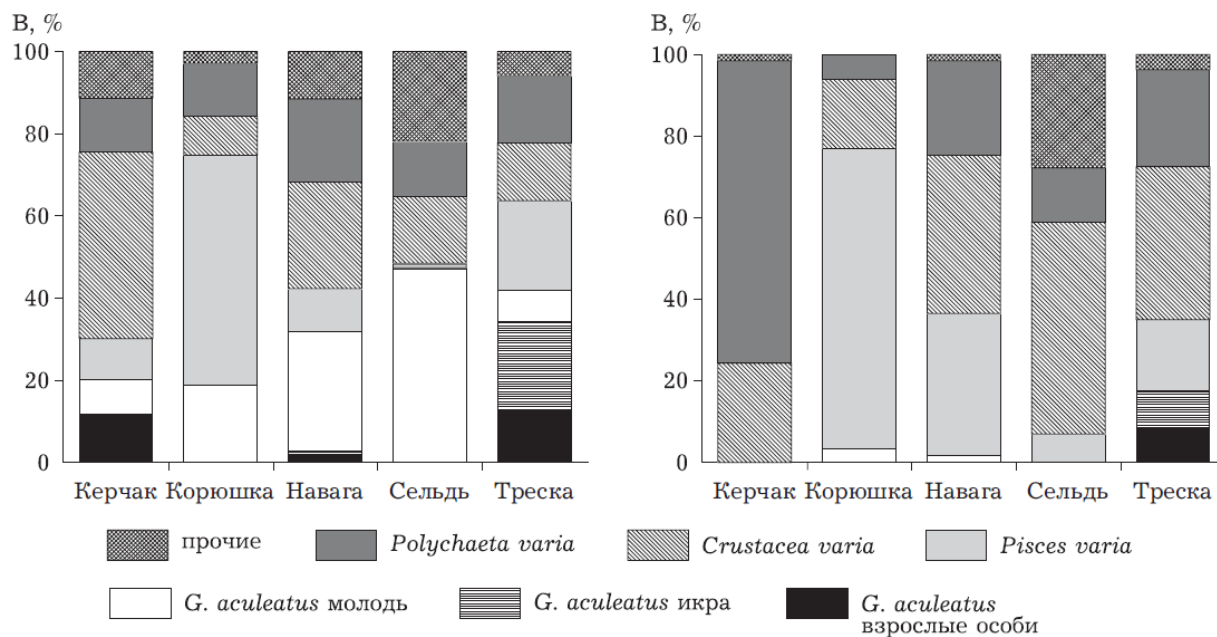 В, %
100
80
60
40
20
0
Керчак Корюшка Навага Сельдь Треска
В, %
100
80
60
40
20
0
Керчак Корюшка Навага Сельдь Треска
прочие Polychaeta varia Crustacea varia Pisces varia
G. aculeatus молодь G. aculeatus икра G. aculeatus
взрослые особи